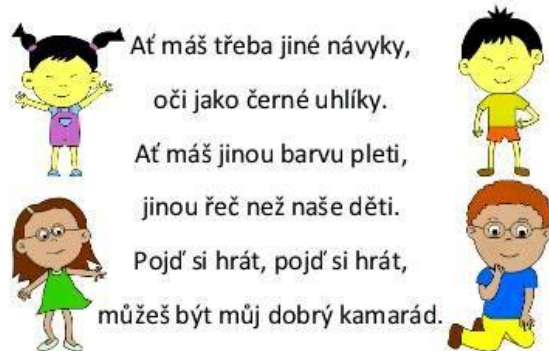 Ať máš třeba jiné návyky,
oči jako černé uhlíky.
Ať máš jinou barvu pleti,
jinou řeč než naše děti.
Pojď si hrát, pojď si hrát,
můžeš být můj dobrý kamarád.